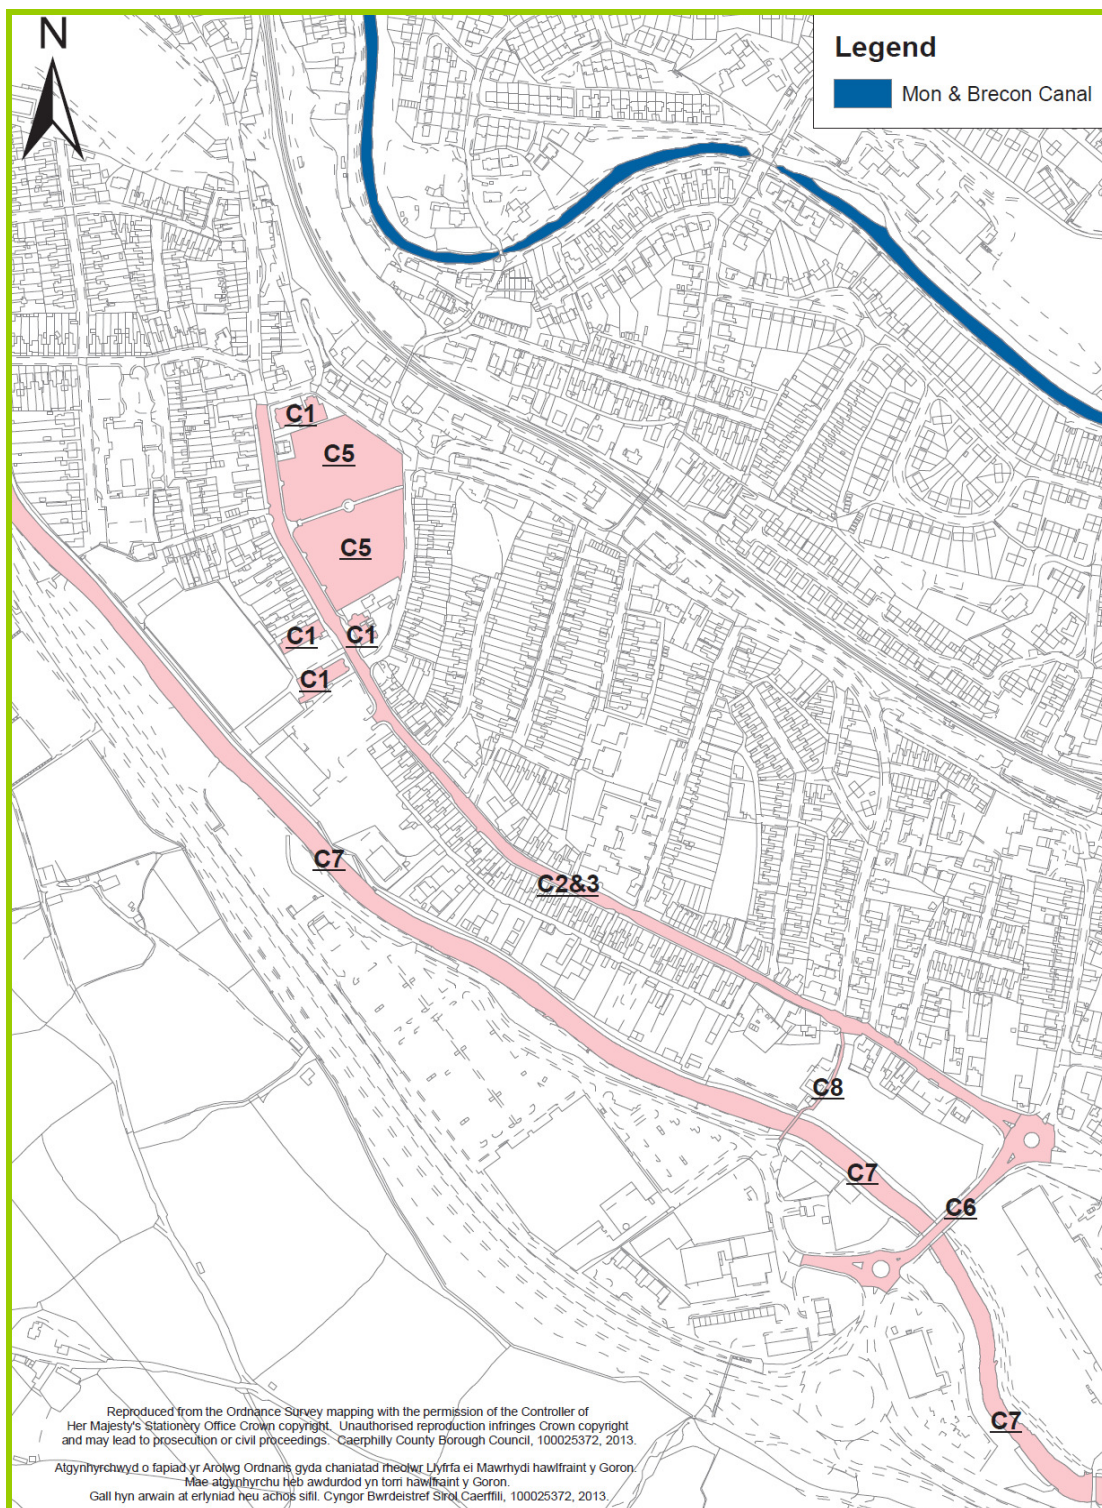 N
Legend
Mon & Brecon Canal
C1
C5
C5
C1
C1
C1
C7
C2&3
C8
C7
C6
C7
Reproduced from the Ordnance Survey mapping with the permission of the Controller of
Her Majesty's Stationery Office Crown copyright. Unauthorised reproduction infringes Crown copyright
and may lead to prosecution or civil proceedings. Caerphilly County Borough Council, 100025372, 2013.
Atgynhyrchwyd o fapiad yr Arolwg Ordnans gyda chaniatad rheolwr Llyfrfa ei Mawrhydi hawlfraint y Goron.
Mae atgynhyrchu heb awdurdod yn torri hawlfraint y Goron.
Gall hyn arwain at erlyniad neu achos sifil. Cyngor Bwrdeistref Sirol Caerffili, 100025372, 2013.